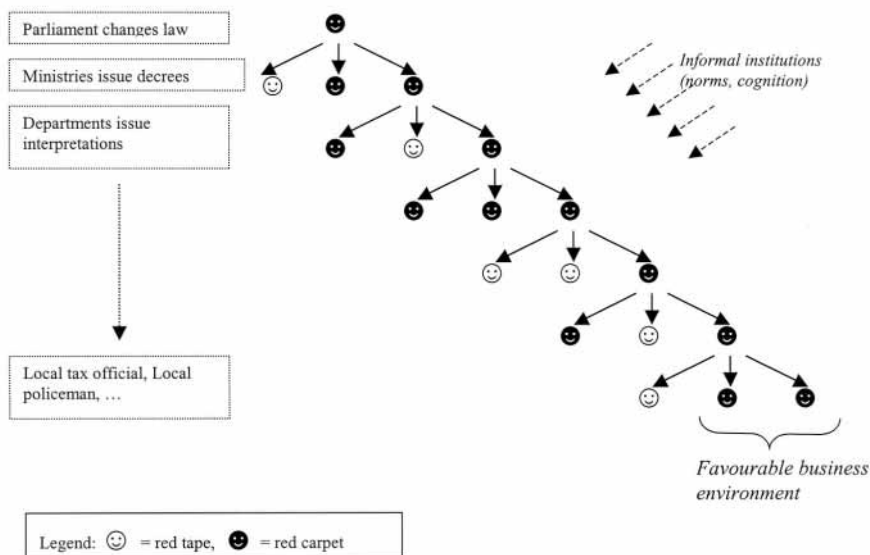 Parliament changes law
Ministries issue decrees
Departments issue
interpretations
Local tax official, Local
policeman, …
Informal institutions
(norms, cognition)
Favourable business
environment
Legend: ☺ = red tape, ☻ = red carpet